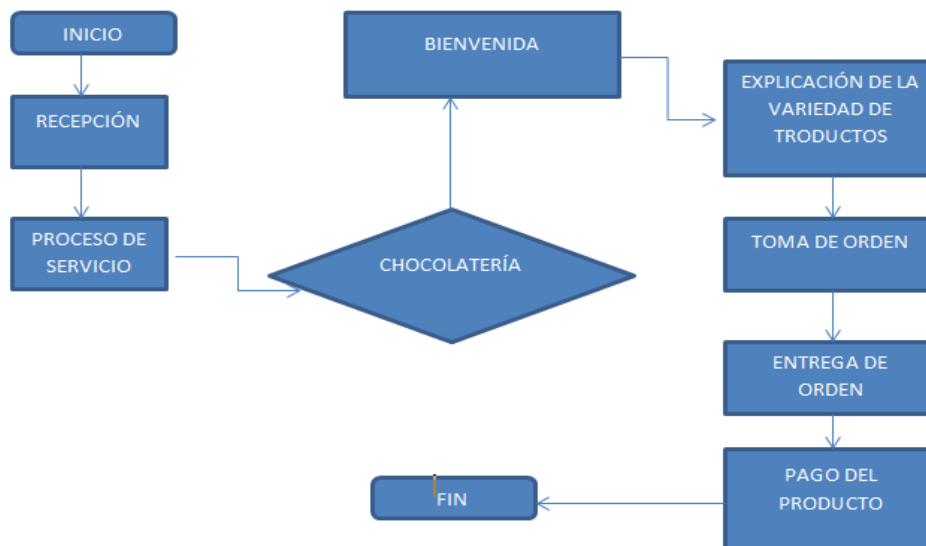 INICIO
RECEPCIÓN
PROCESO DE
SERVICIO
CHOCOLATERÍA
BIENVENIDA
EXPLICACIÓN DE LA
VARIEDAD DE
TRODUCTOS
TOMA DE ORDEN
ENTREGA DE
ORDEN
PAGO DEL
PRODUCTO
FIN